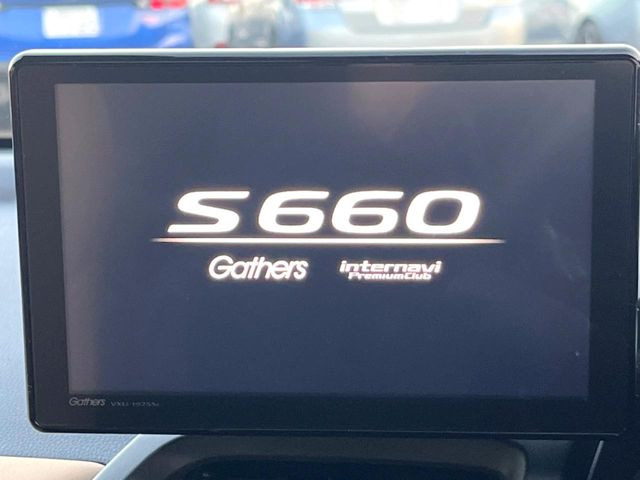 S660
Gathers internavi
PremiumClub
Gathers